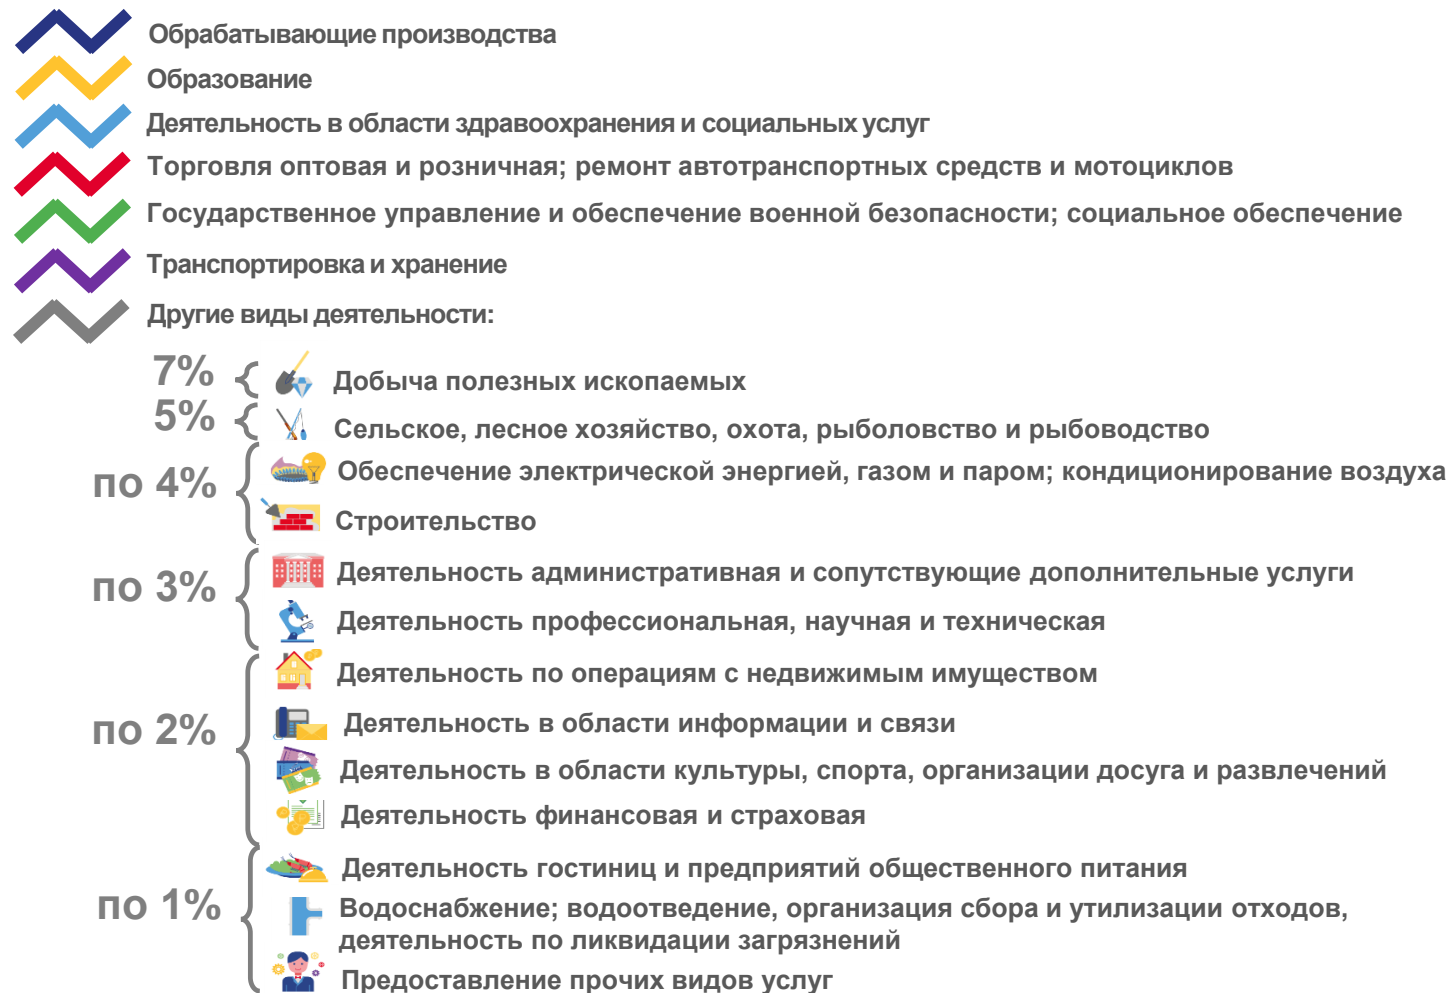 Обрабатывающие производства
Образование
Деятельность в области здравоохранения и социальных услуг
Торговля оптовая и розничная; ремонт автотранспортных средств и мотоциклов
Государственное управление и обеспечение военной безопасности; социальное обеспечение
Транспортировка и хранение
Другие виды деятельности:
7%
Добыча полезных ископаемых
5%
Сельское, лесное хозяйство, охота, рыболовство и рыбоводство
по 4%
Обеспечение электрической энергией, газом и паром; кондиционирование воздуха
Строительство
по 3%
Деятельность административная и сопутствующие дополнительные услуги
Деятельность профессиональная, научная и техническая
по 2%
Деятельность по операциям с недвижимым имуществом
Деятельность в области информации и связи
Деятельность в области культуры, спорта, организации досуга и развлечений
Деятельность финансовая и страховая
по 1%
Деятельность гостиниц и предприятий общественного питания
Водоснабжение; водоотведение, организация сбора и утилизации отходов,
деятельность по ликвидации загрязнений
Предоставление прочих видов услуг